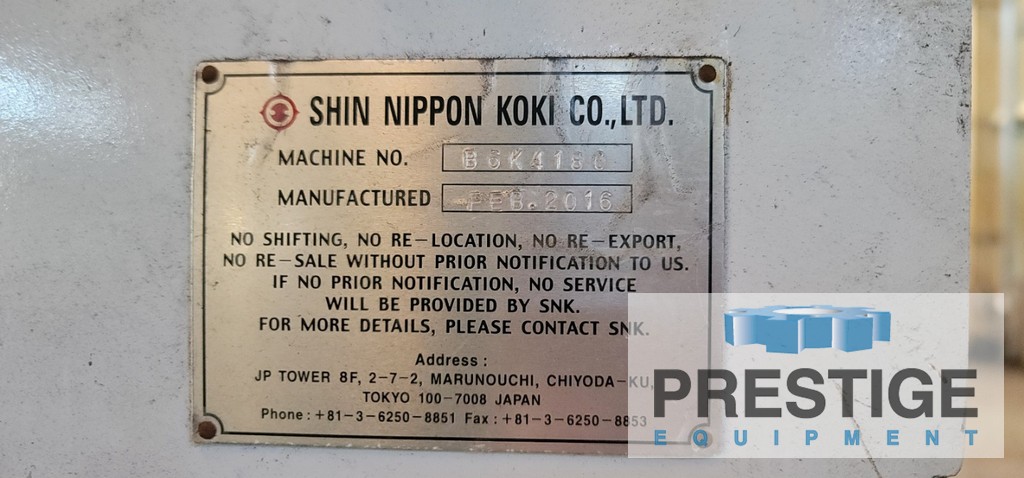 SHIN NIPPON KOKI CO.,LTD.
MACHINE NO.
MANUFACTURED FEB.2016
NO SHIFTING, NO RE-LOCATION, NO RE-EXPORT,
NO RE-SALE WITHOUT PRIOR NOTIFICATION TO US.
IF NO PRIOR NOTIFICATION, NO SERVICE
WILL BE PROVIDED BY SNK.
FOR MORE DETAILS, PLEASE CONTACT SNK.
Address :
JP TOWER 8F, 2-7-2, MARUNOUCHI, CHIYODA-KU,
TOKYO 100-7008 JAPAN
Phone : +81-3-6250-8851 Fax : +81-3-6250-8853
PRESTIGE
EQUIPMENT